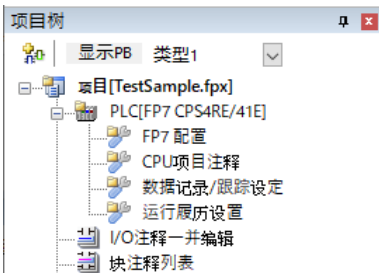 项目树
显示PB 类型1
项目[TestSample.fpx]
PLC[FP7 CPS4RE/41E]
FP7 配置
CPU项目注释
数据记录/跟踪设定
运行履历设置
I/O注释一并编辑
块注释列表